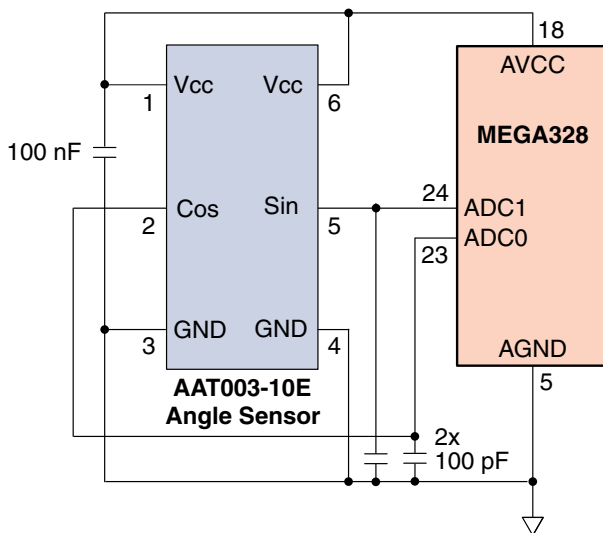 18
Vcc Vcc
AVCC
1
6
MEGA328
100 nF
24
Cos
Sin
ADC1
2
5
ADC0
23
GND GND
3
4
AGND
AAT003-10E
Angle Sensor
5
2x
100 pF